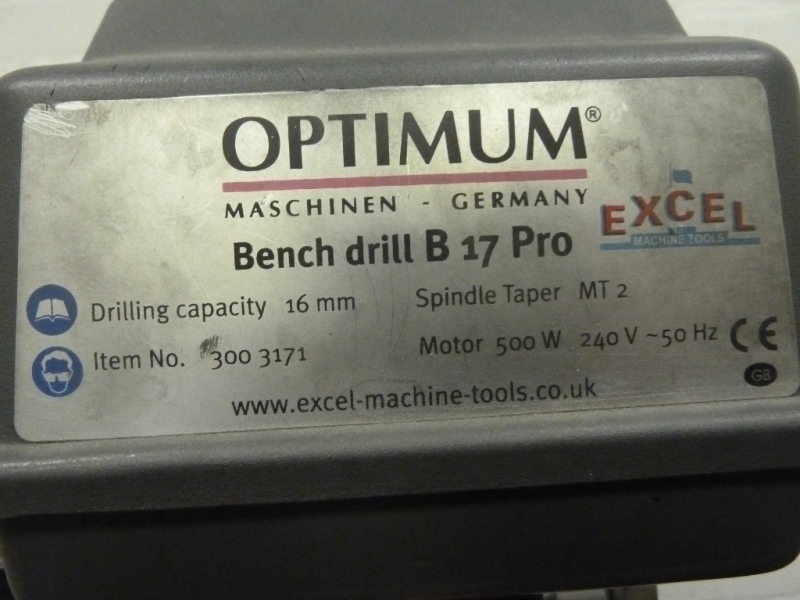 OPTIMUM®
MASCHINEN - GERMANY
EXCEL
MACHINE TOOLS
Bench drill B 17 Pro
Drilling capacity 16 mm
Spindle Taper MT 2
Item No. 300 3171
Motor 500 W 240 V ~50 Hz CE
GB
www.excel-machine-tools.co.uk